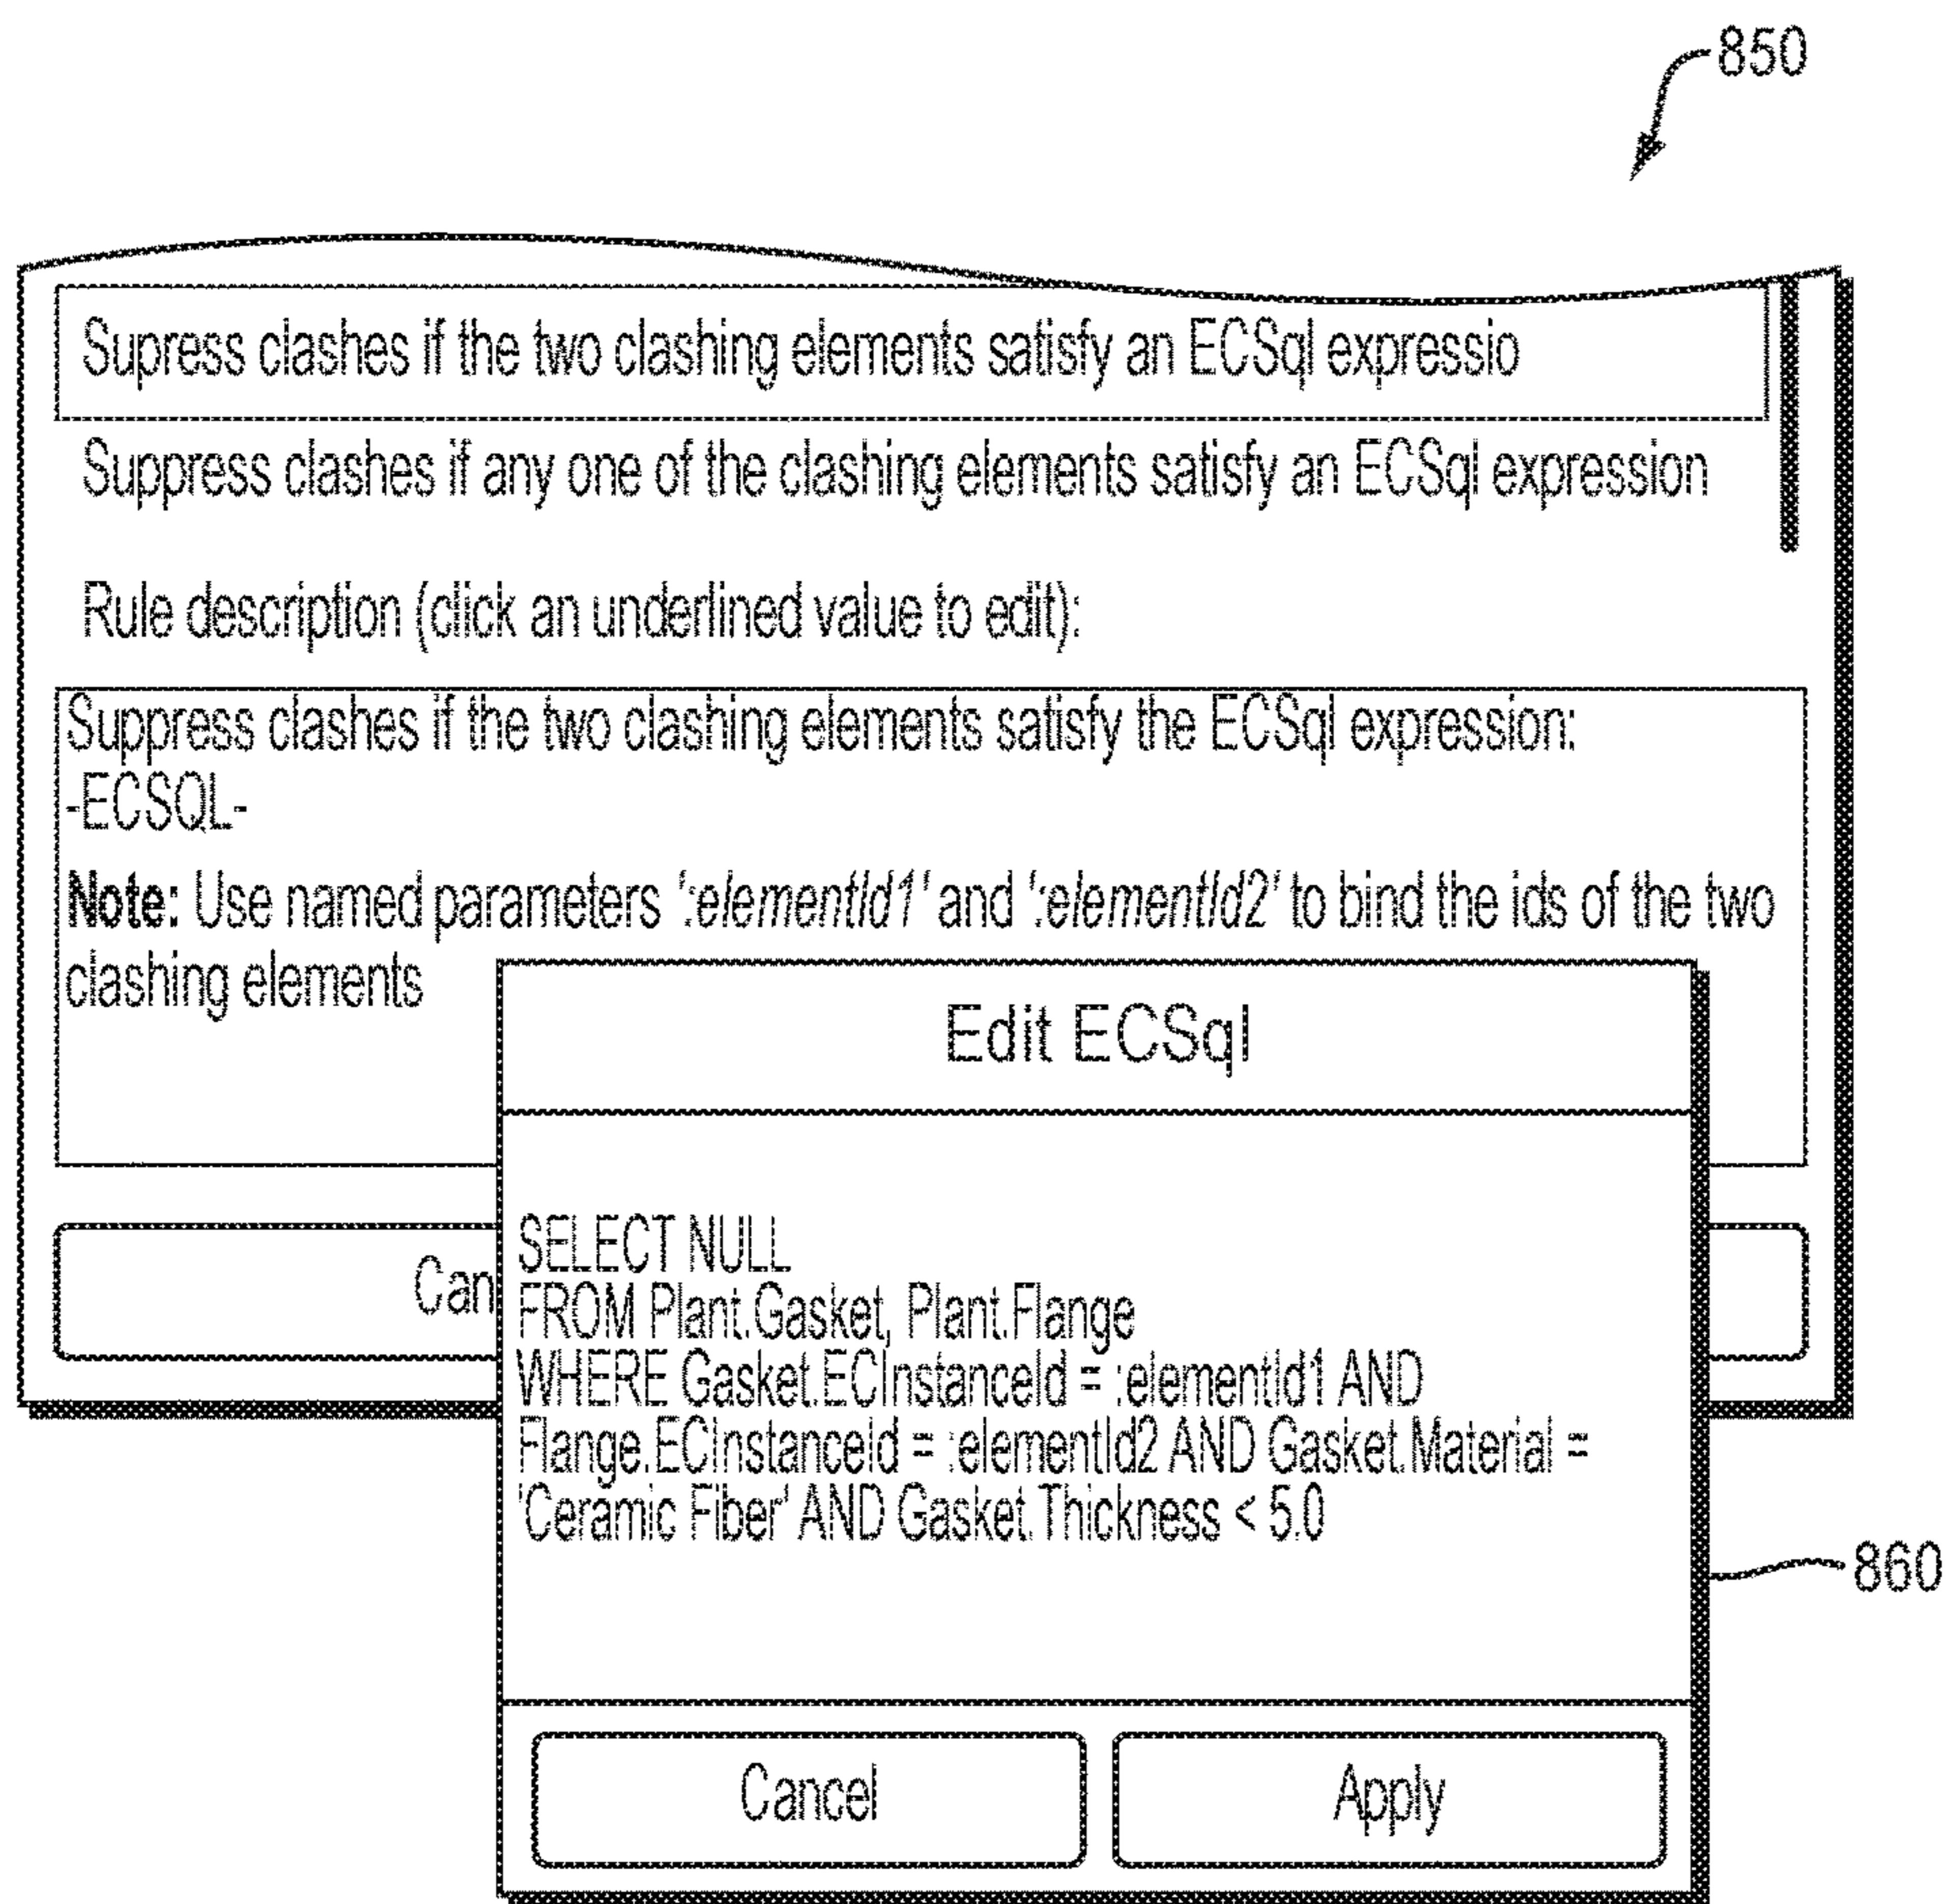 850
Supress clashes if the two clashing elements satisfy an ECSql expressio
Suppress clashes if any one of the clashing elements satisfy an ECSql expression
Rule description (click an underlined value to edit):
Suppress clashes if the two clashing elements satisfy the ECSql expression:
-ECSQL-
Note: Use named parameters ':elementId1' and ':elementId2' to bind the ids of the two
clashing elements
Edit ECSql
Can
SELECT NULL
FROM Plant.Gasket, Plant.Flange
WHERE Gasket.ECInstanceId = :elementId1 AND
Flange.ECInstanceId = :elementId2 AND Gasket.Material =
'Ceramic Fiber' AND Gasket.Thickness < 5.0
860
Cancel
Apply